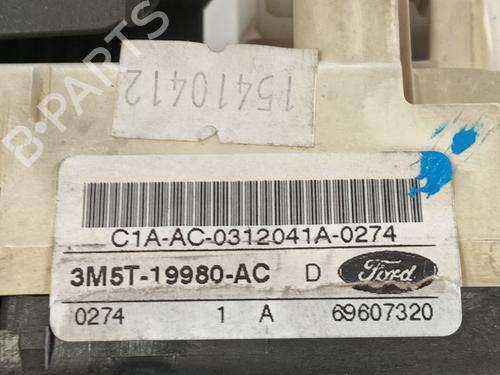 15410412
B-PARTS
C1A-AC-0312041A-0274
3M5T-19980-AC D Ford
0274 1 A 69607320